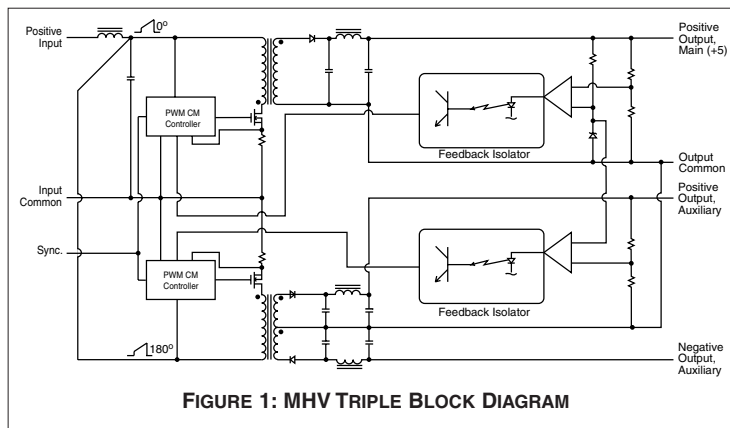 Positive
Input
0°
PWM CM
Controller
Feedback Isolator
Positive
Output,
Main (+5)
Input
Common
Output
Common
Positive
Output,
Auxiliary
Sync.
PWM CM
Controller
Feedback Isolator
180°
Negative
Output,
Auxiliary
FIGURE 1: MHV TRIPLE BLOCK DIAGRAM